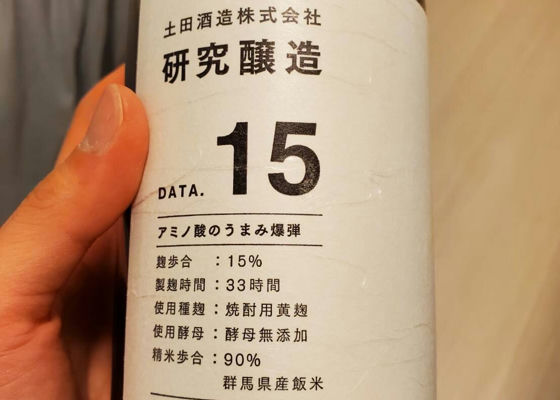 土田酒造株式会社
研究醸造
DATA. 15
アミノ酸のうまみ爆弾
麹歩合 ：15%
製麹時間：33時間
使用種麹：焼酎用黄麹
使用酵母：酵母無添加
精米歩合：90%
群馬県産飯米